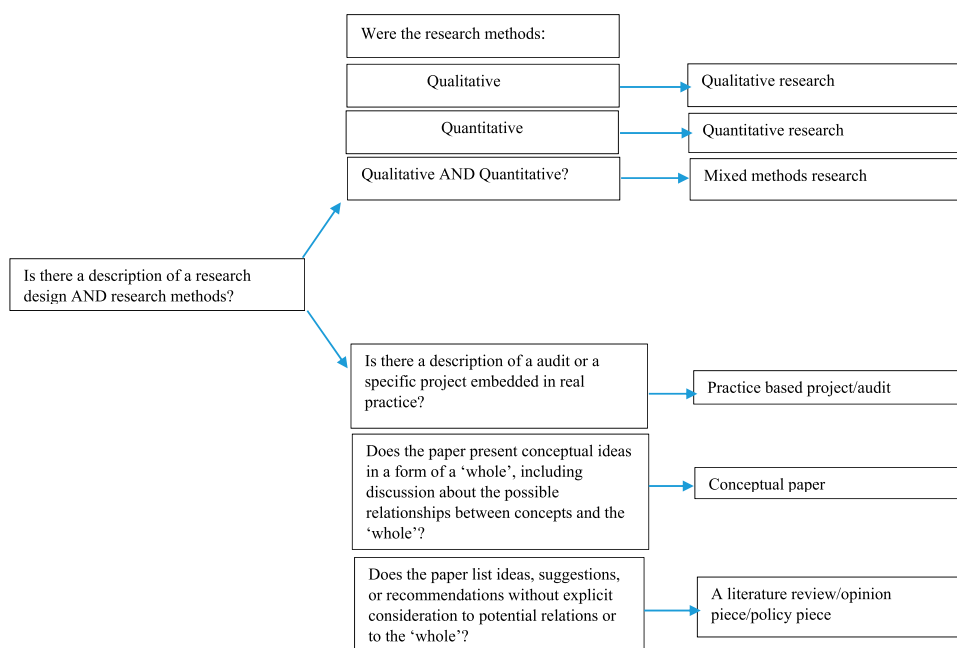 Were the research methods:
Qualitative
Qualitative research
Quantitative
Quantitative research
Qualitative AND Quantitative?
Mixed methods research
Is there a description of a research
design AND research methods?
Is there a description of a audit or a
specific project embedded in real
practice?
Practice based project/audit
Does the paper present conceptual ideas
in a form of a ‘whole’, including
discussion about the possible
relationships between concepts and the
‘whole’?
Conceptual paper
Does the paper list ideas, suggestions,
or recommendations without explicit
consideration to potential relations or
to the ‘whole’?
A literature review/opinion
piece/policy piece